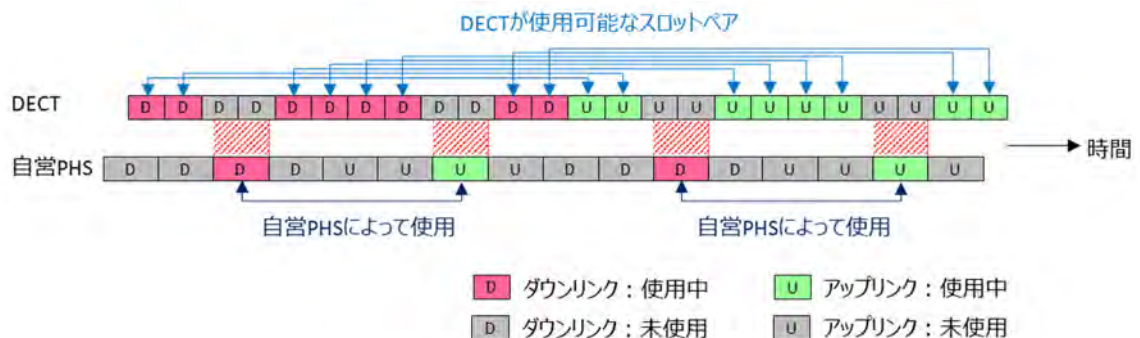 DECTが使用可能なスロットペア
DECT D D D D D D D D D D D D U U U U U U U U U U U U
自営PHS D D D D U U U U D D D D U U U U
時間
自営PHSによって使用 自営PHSによって使用
D ダウンリンク：使用中 U アップリンク：使用中
D ダウンリンク：未使用 U アップリンク：未使用